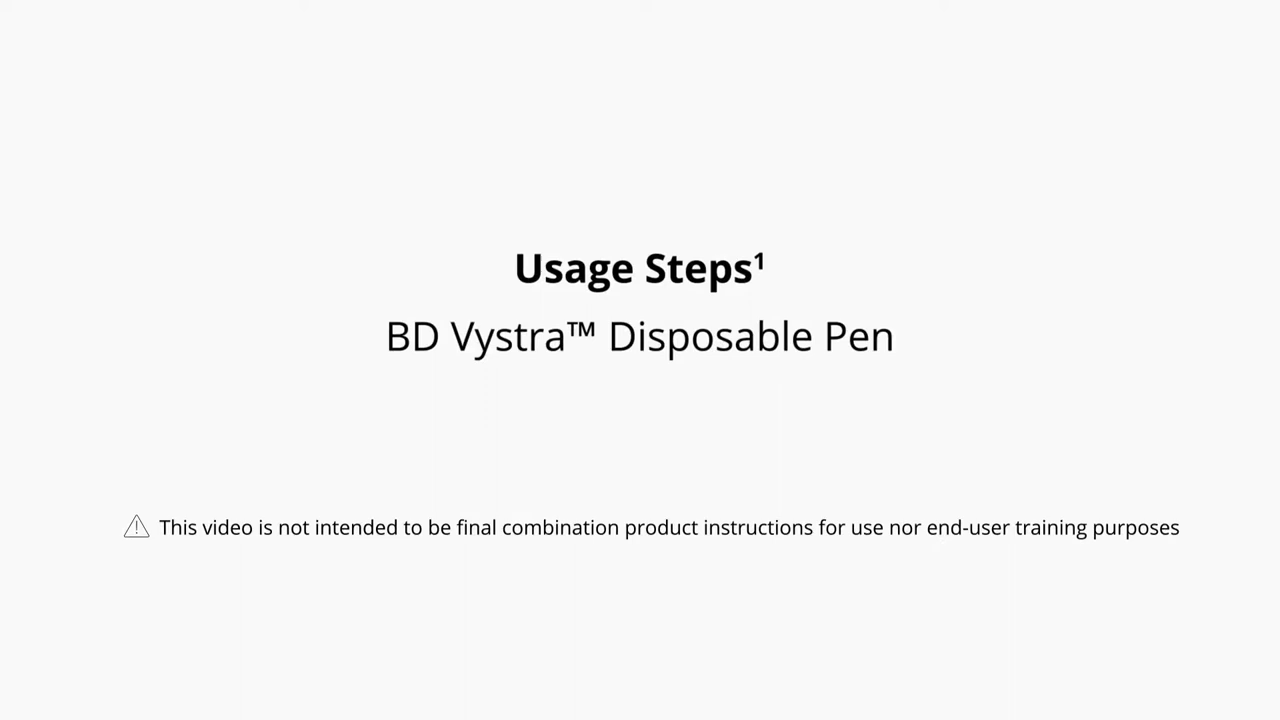 Usage Steps¹
BD Vystra™ Disposable Pen
This video is not intended to be final combination product instructions for use nor end-user training purposes